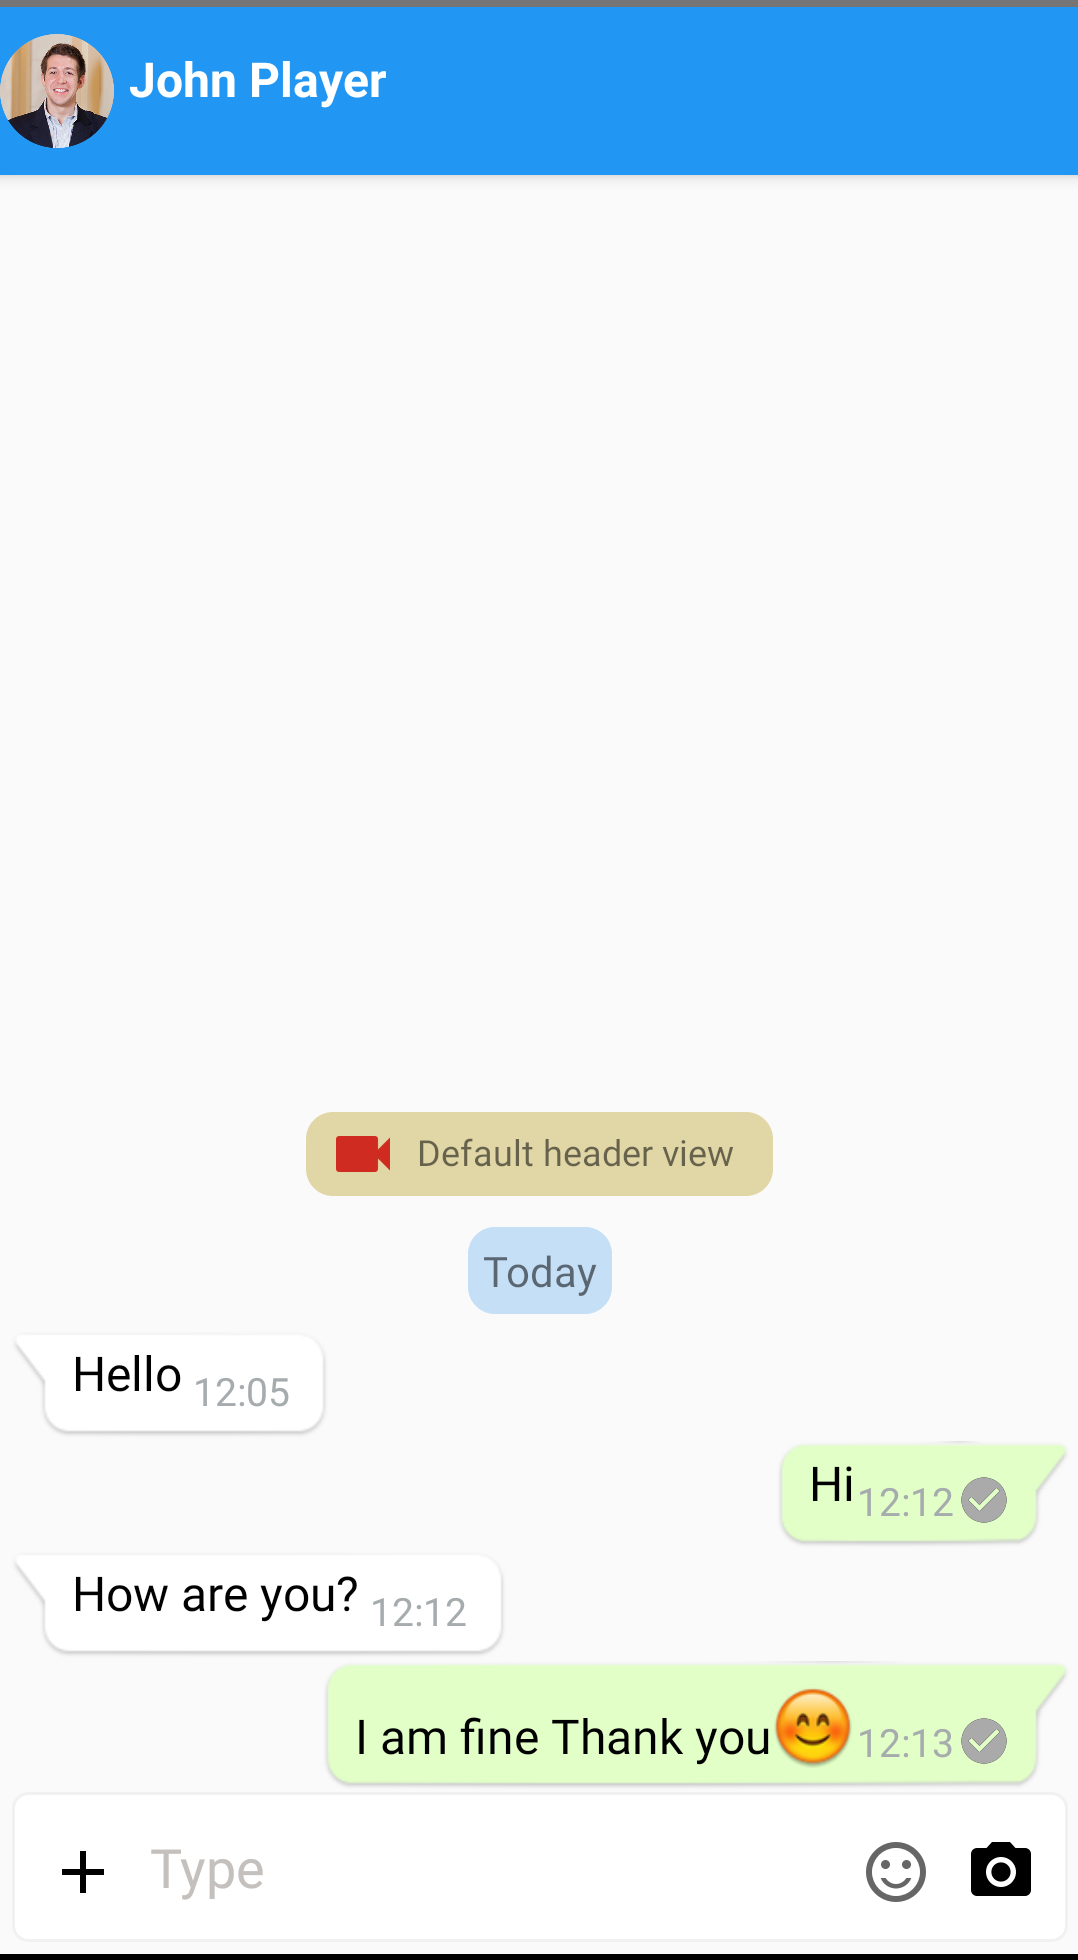 John Player
Default header view
Today
Hello 12:05
Hi 12:12
How are you? 12:12
I am fine Thank you😊 12:13
Type